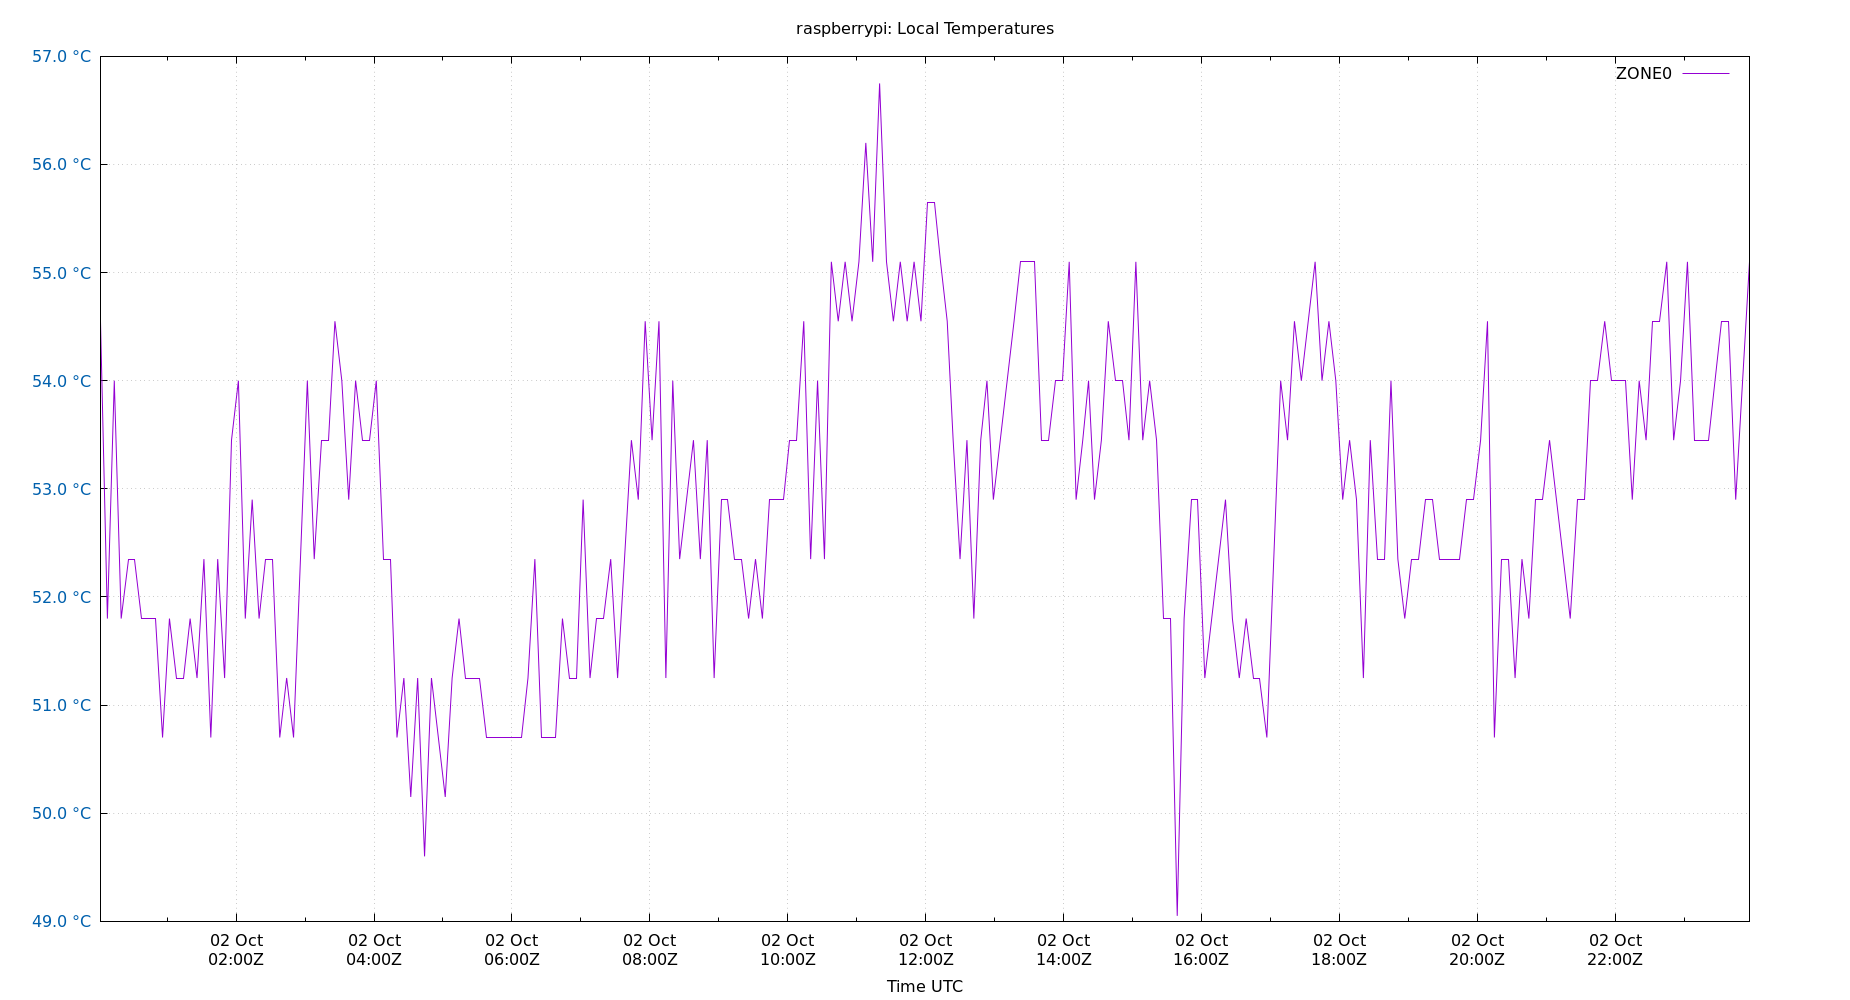 raspberrypi: Local Temperatures
57.0 °C
ZONE0
56.0 °C
55.0 °C
54.0 °C
53.0 °C
52.0 °C
51.0 °C
50.0 °C
49.0 °C
02 Oct 02 Oct 02 Oct 02 Oct 02 Oct 02 Oct 02 Oct 02 Oct 02 Oct 02 Oct 02 Oct
02:00Z 04:00Z 06:00Z 08:00Z 10:00Z 12:00Z 14:00Z 16:00Z 18:00Z 20:00Z 22:00Z
Time UTC